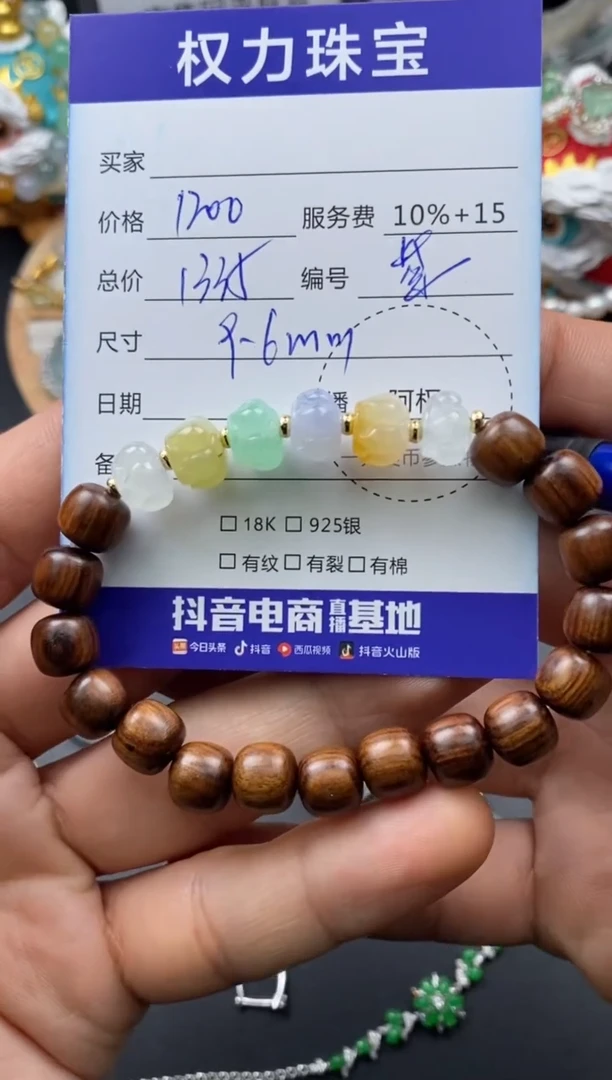 权力珠宝
买家
价格 1200 服务费 10%+15
总价 1335 编号
尺寸 8-6mm
日期 播 阿
备
18K 925银
有纹 有裂 有棉
抖音电商直播基地
今日头条 抖音 西瓜视频 抖音火山版